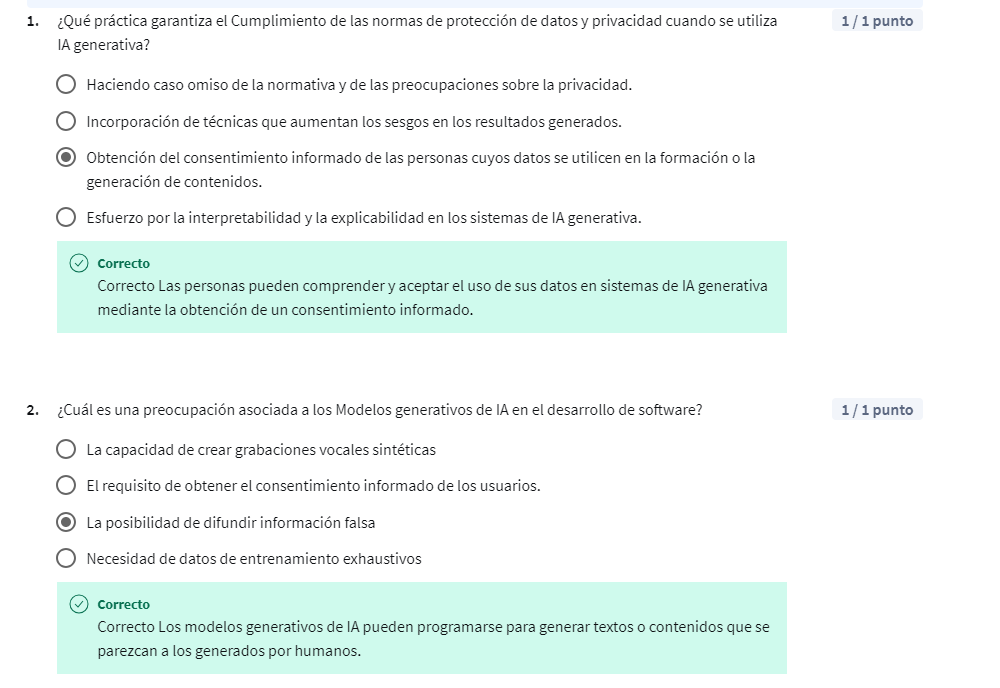 1. ¿Qué práctica garantiza el Cumplimiento de las normas de protección de datos y privacidad cuando se utiliza
IA generativa?
1 / 1 punto
Haciendo caso omiso de la normativa y de las preocupaciones sobre la privacidad.
Incorporación de técnicas que aumentan los sesgos en los resultados generados.
Obtención del consentimiento informado de las personas cuyos datos se utilicen en la formación o la
generación de contenidos.
Esfuerzo por la interpretabilidad y la explicabilidad en los sistemas de IA generativa.
Correcto
Correcto Las personas pueden comprender y aceptar el uso de sus datos en sistemas de IA generativa
mediante la obtención de un consentimiento informado.
2. ¿Cuál es una preocupación asociada a los Modelos generativos de IA en el desarrollo de software?
1 / 1 punto
La capacidad de crear grabaciones vocales sintéticas
El requisito de obtener el consentimiento informado de los usuarios.
La posibilidad de difundir información falsa
Necesidad de datos de entrenamiento exhaustivos
Correcto
Correcto Los modelos generativos de IA pueden programarse para generar textos o contenidos que se
parezcan a los generados por humanos.